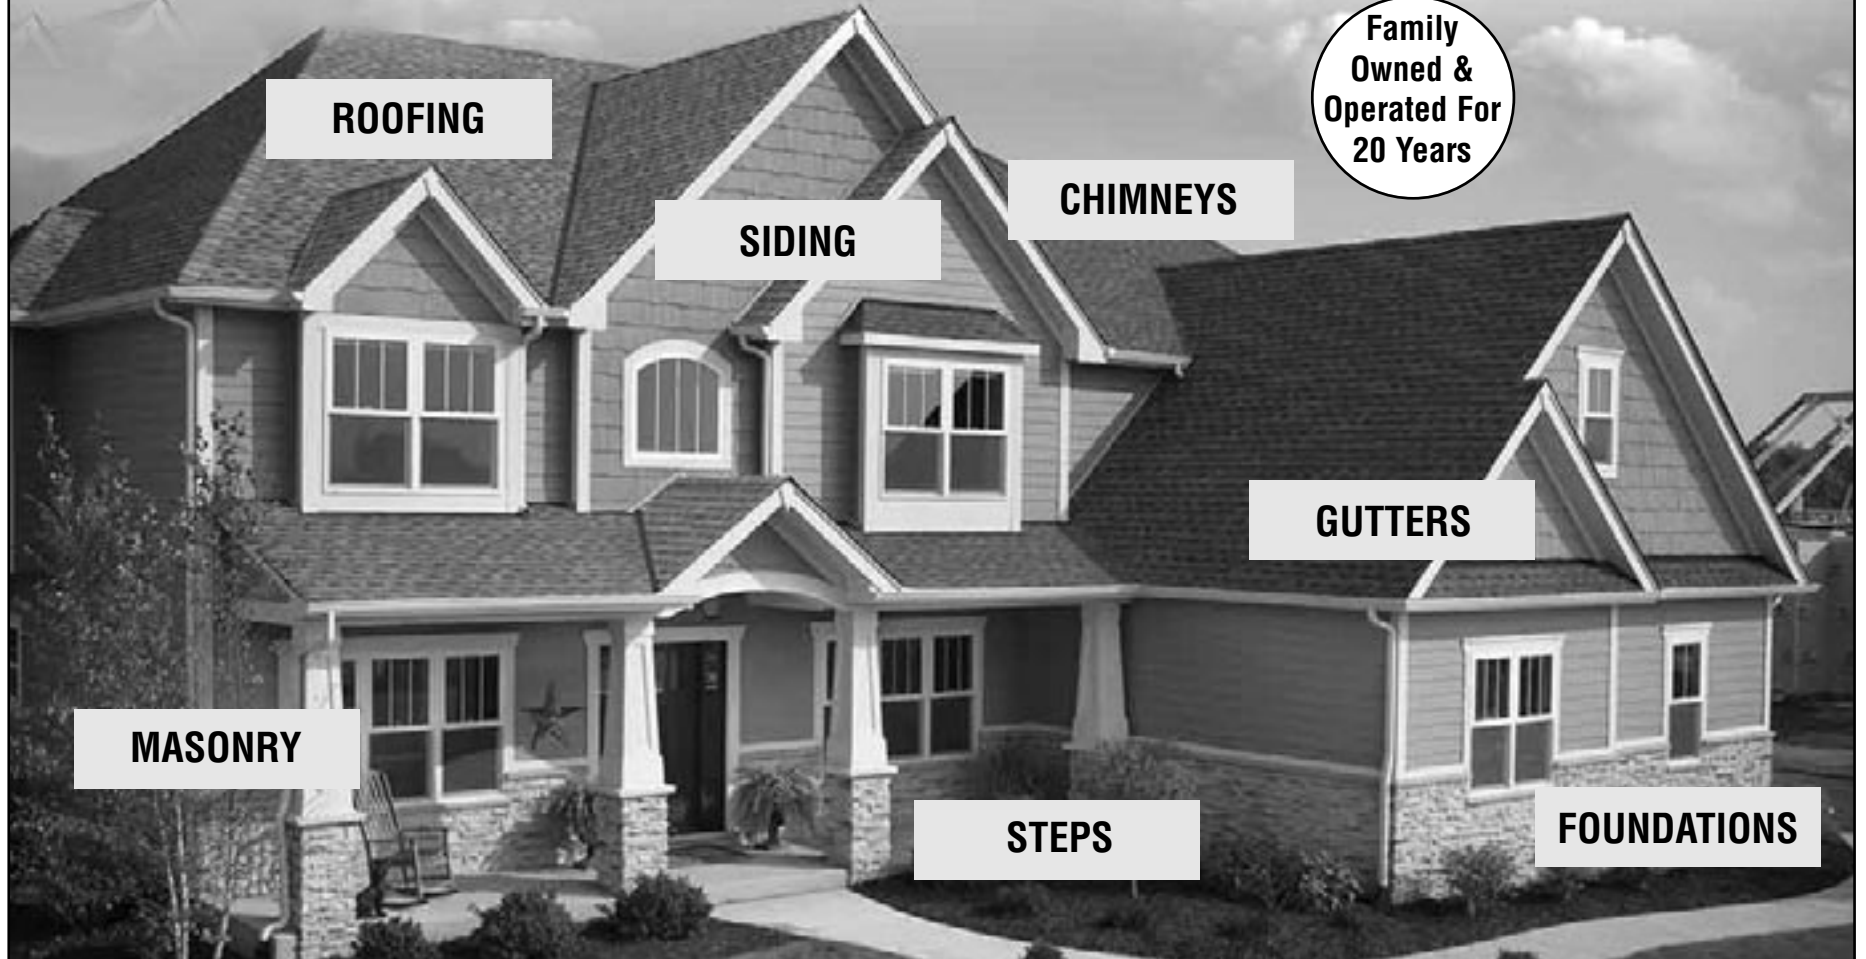 Family
Owned &
Operated For
20 Years
ROOFING
CHIMNEYS
SIDING
GUTTERS
MASONRY
STEPS
FOUNDATIONS